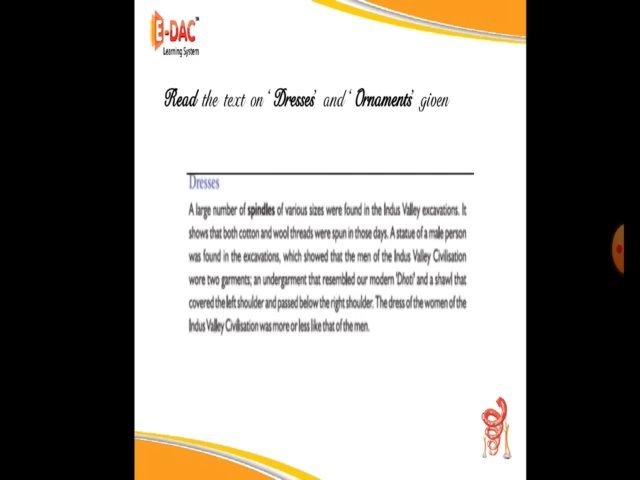 E-DAC™
Learning System
Read the text on ‘Dresses’ and ‘Ornaments’ given
Dresses
A large number of spindles of various sizes were found in the Indus Valley excavations. It
shows that both cotton and wool threads were spun in those days. A statue of a male person
was found in the excavations, which showed that the men of the Indus Valley Civilisation
wore two garments; an undergarment that resembled our modern 'Dhoti' and a shawl that
covered the left shoulder and passed below the right shoulder. The dress of the women of the
Indus Valley Civilisation was more or less like that of the men.